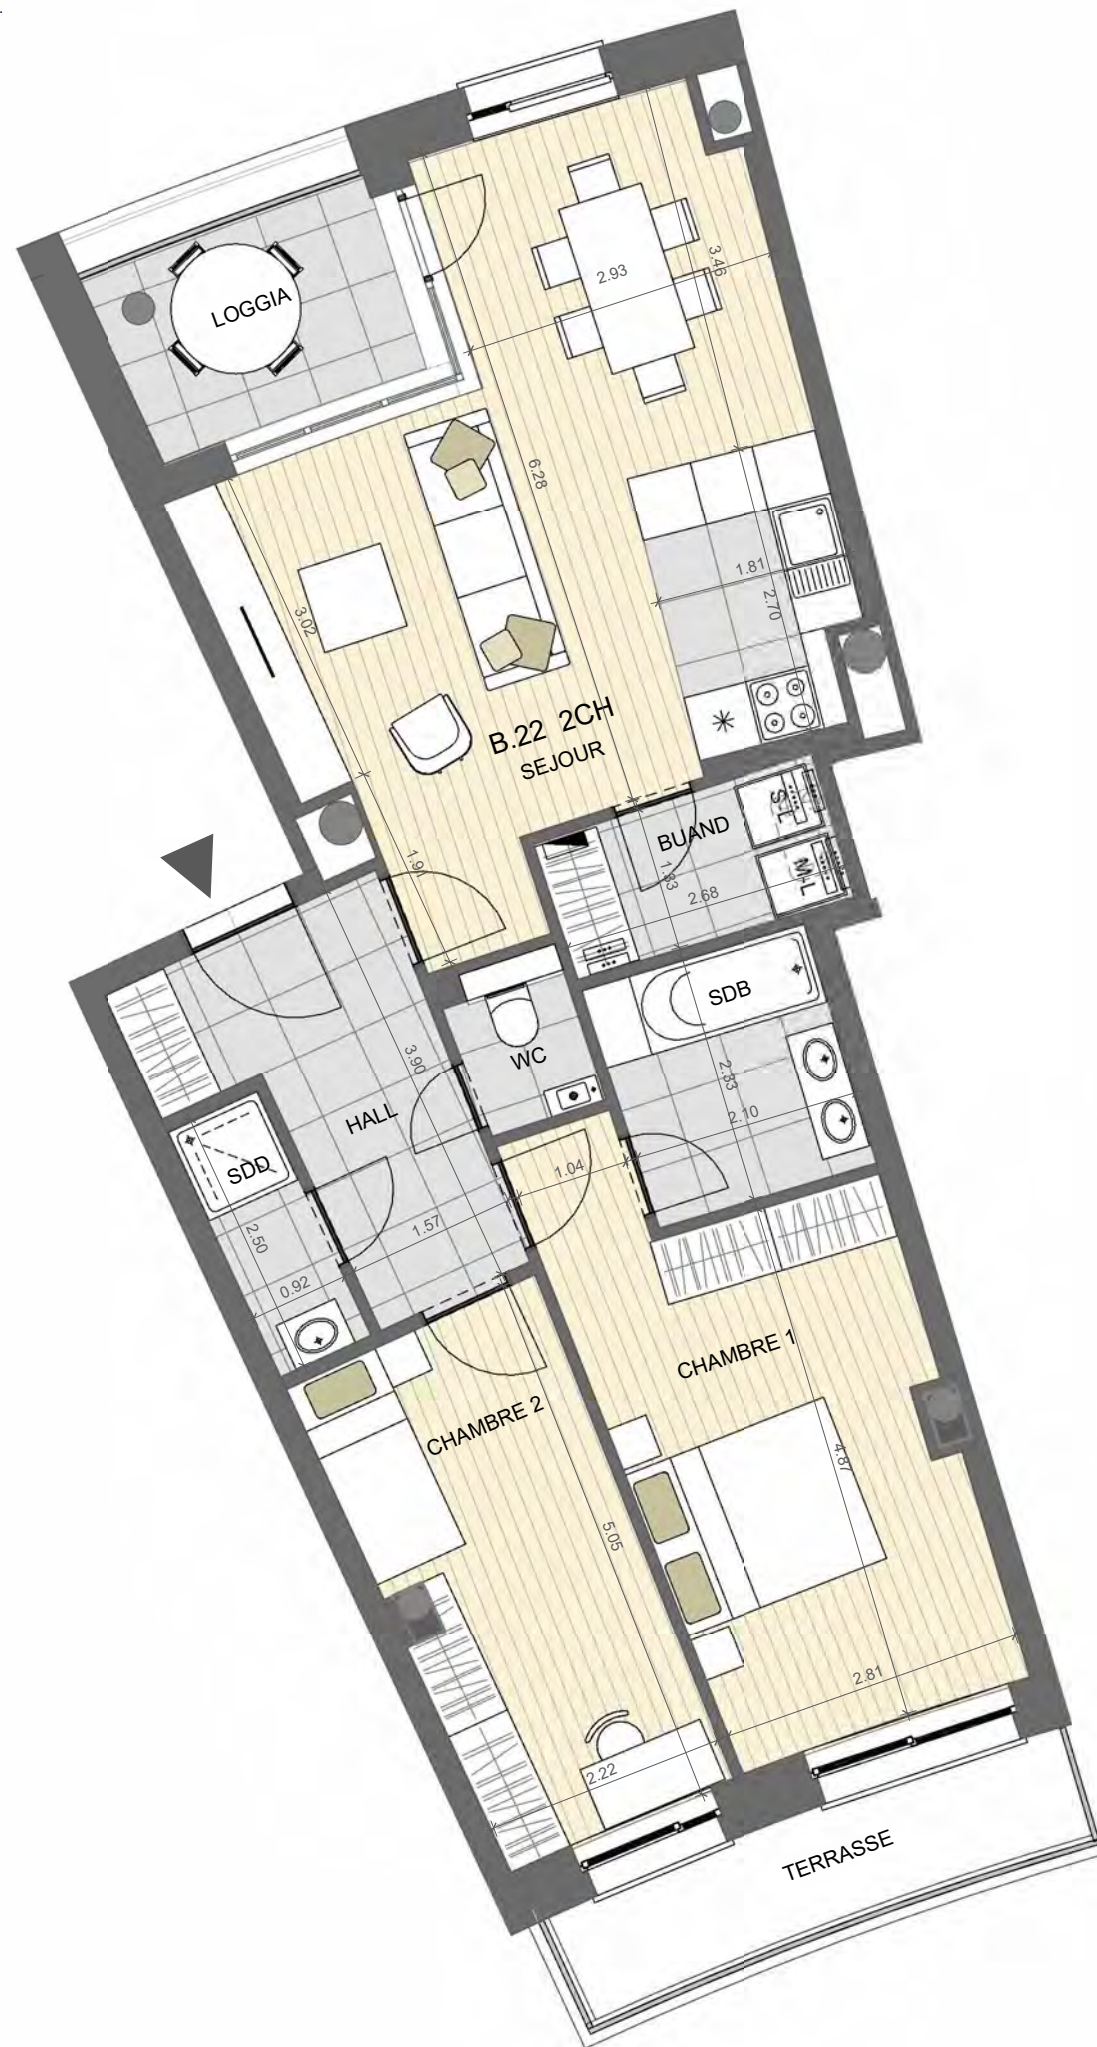 LOGGIA
2.93
3.46
6.28
1.81
2.70
3.02
B.22 2CH
SEJOUR
S-L
BUAND
M-L
1.91
1.83
2.68
SDB
WC
3.90
2.33
2.10
HALL
SDD
1.04
2.50
1.57
0.92
CHAMBRE 1
CHAMBRE 2
4.87
5.05
2.81
2.22
TERRASSE